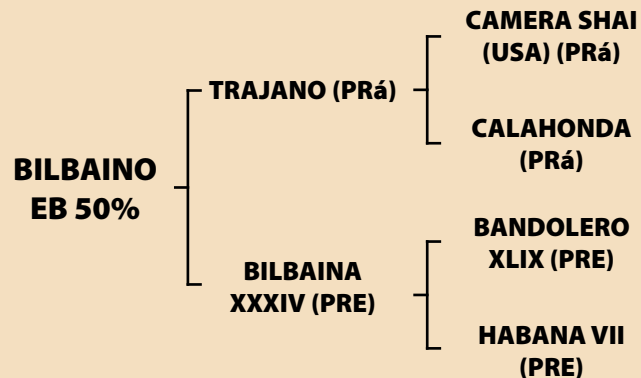 BILBAINO
EB 50%
TRAJANO (PRá)
CAMERA SHAI
(USA) (PRá)
CALAHONDA
(PRá)
BILBAINA
XXXIV (PRE)
BANDOLERO
XLIX (PRE)
HABANA VII
(PRE)